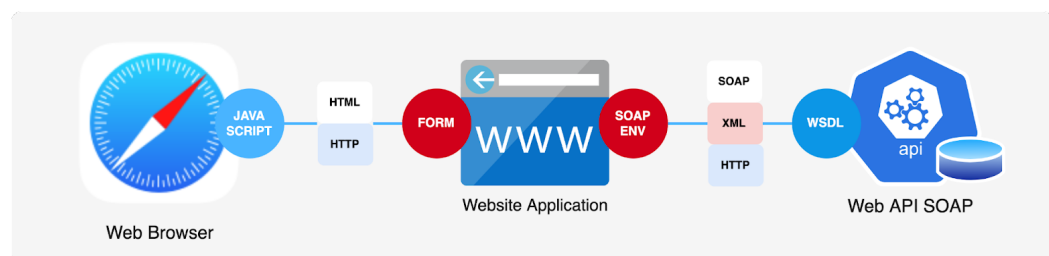 JAVA
SCRIPT
HTML
HTTP
FORM
WWW
SOAP
ENV
SOAP
XML
HTTP
WSDL
api
Website Application
Web API SOAP
Web Browser